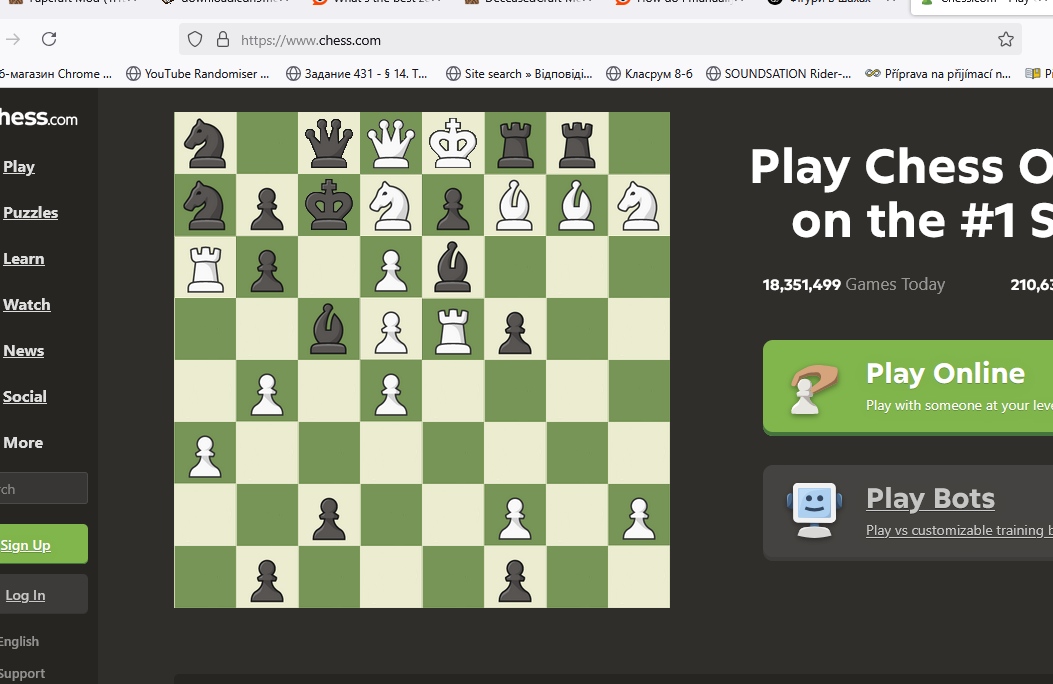 https://www.chess.com
б-магазин Chrome ... YouTube Randomiser ... Задание 431 - § 14. Т... Site search » Відповіді... Класрум 8-б SOUNDSATION Rider-... Příprava na přijímací n...
hess.com
Play
Puzzles
Learn
Watch
News
Social
More
rch
Sign Up
Log In
English
Support
Play Chess O
on the #1 S
18,351,499 Games Today 210,63
Play Online
Play with someone at your leve
Play Bots
Play vs customizable training b